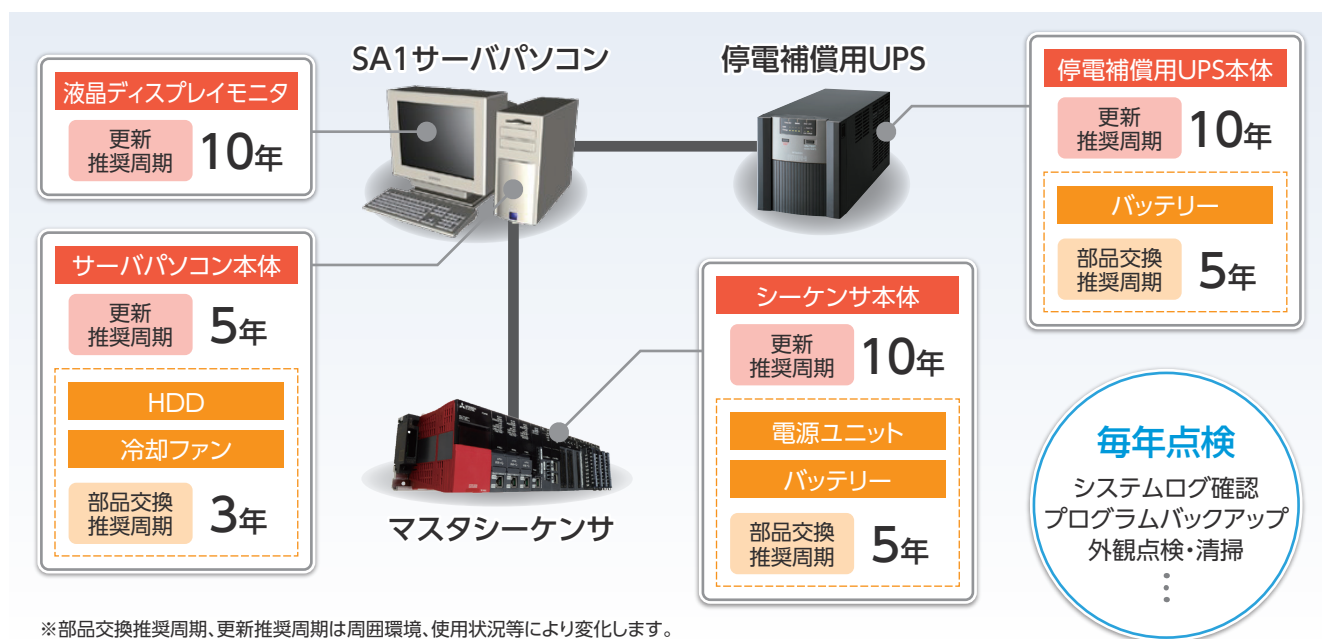 SA1サーバパソコン
停電補償用UPS
液晶ディスプレイモニタ
更新
推奨周期
10年
サーバパソコン本体
更新
推奨周期
5年
HDD
冷却ファン
部品交換
推奨周期
3年
マスタシーケンサ
シーケンサ本体
更新
推奨周期
10年
電源ユニット
バッテリー
部品交換
推奨周期
5年
停電補償用UPS本体
更新
推奨周期
10年
バッテリー
部品交換
推奨周期
5年
毎年点検
システムログ確認
プログラムバックアップ
外観点検・清掃
⋮
※部品交換推奨周期、更新推奨周期は周囲環境、使用状況等により変化します。